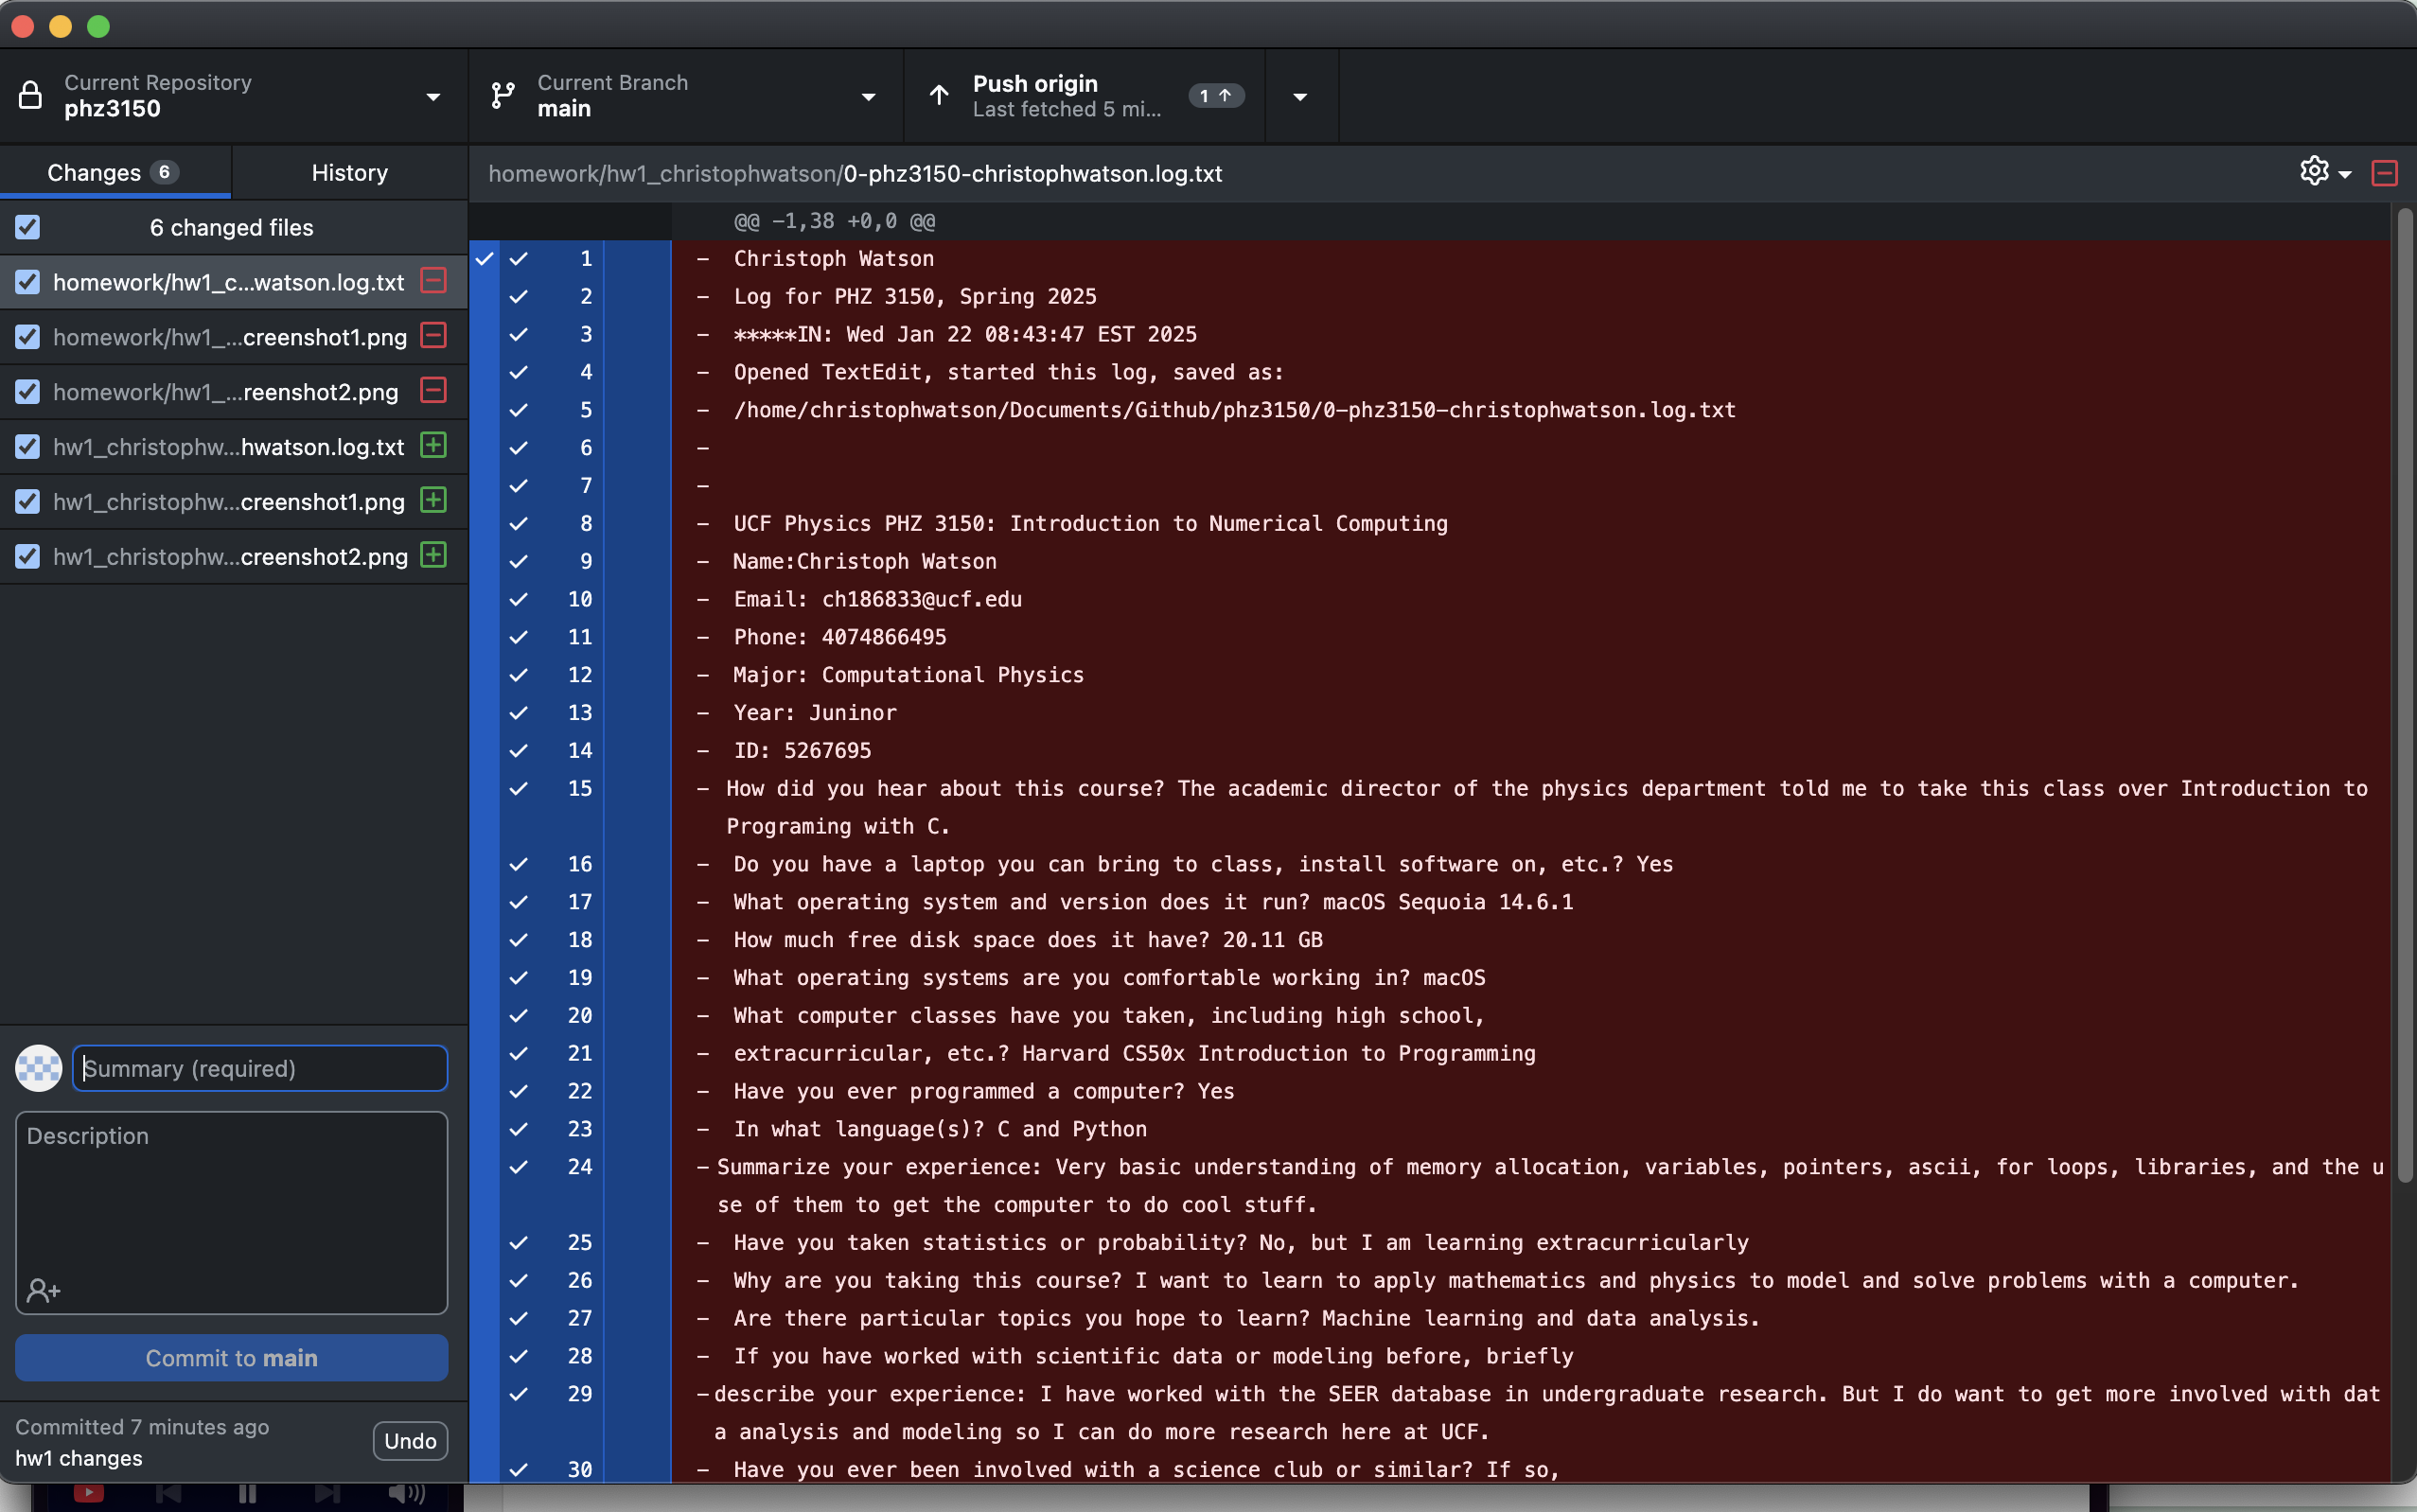 Current Repository
phz3150
Current Branch
main
Push origin
Last fetched 5 mi...
1
Changes 6
History
homework/hw1_christophwatson/0-phz3150-christophwatson.log.txt
6 changed files
homework/hw1_c...watson.log.txt
homework/hw1_...creenshot1.png
homework/hw1_...reenshot2.png
hw1_christophw...hwatson.log.txt
hw1_christophw...creenshot1.png
hw1_christophw...creenshot2.png
Summary (required)
Description
Commit to main
Committed 7 minutes ago
hw1 changes
Undo
@@ -1,38 +0,0 @@
1 - Christoph Watson
2 - Log for PHZ 3150, Spring 2025
3 - *****IN: Wed Jan 22 08:43:47 EST 2025
4 - Opened TextEdit, started this log, saved as:
5 - /home/christophwatson/Documents/Github/phz3150/0-phz3150-christophwatson.log.txt
6 -
7 -
8 - UCF Physics PHZ 3150: Introduction to Numerical Computing
9 - Name:Christoph Watson
10 - Email: ch186833@ucf.edu
11 - Phone: 4074866495
12 - Major: Computational Physics
13 - Year: Juninor
14 - ID: 5267695
15 - How did you hear about this course? The academic director of the physics department told me to take this class over Introduction to
Programing with C.
16 - Do you have a laptop you can bring to class, install software on, etc.? Yes
17 - What operating system and version does it run? macOS Sequoia 14.6.1
18 - How much free disk space does it have? 20.11 GB
19 - What operating systems are you comfortable working in? macOS
20 - What computer classes have you taken, including high school,
21 - extracurricular, etc.? Harvard CS50x Introduction to Programming
22 - Have you ever programmed a computer? Yes
23 - In what language(s)? C and Python
24 - Summarize your experience: Very basic understanding of memory allocation, variables, pointers, ascii, for loops, libraries, and the u
se of them to get the computer to do cool stuff.
25 - Have you taken statistics or probability? No, but I am learning extracurricularly
26 - Why are you taking this course? I want to learn to apply mathematics and physics to model and solve problems with a computer.
27 - Are there particular topics you hope to learn? Machine learning and data analysis.
28 - If you have worked with scientific data or modeling before, briefly
29 - describe your experience: I have worked with the SEER database in undergraduate research. But I do want to get more involved with dat
a analysis and modeling so I can do more research here at UCF.
30 - Have you ever been involved with a science club or similar? If so,